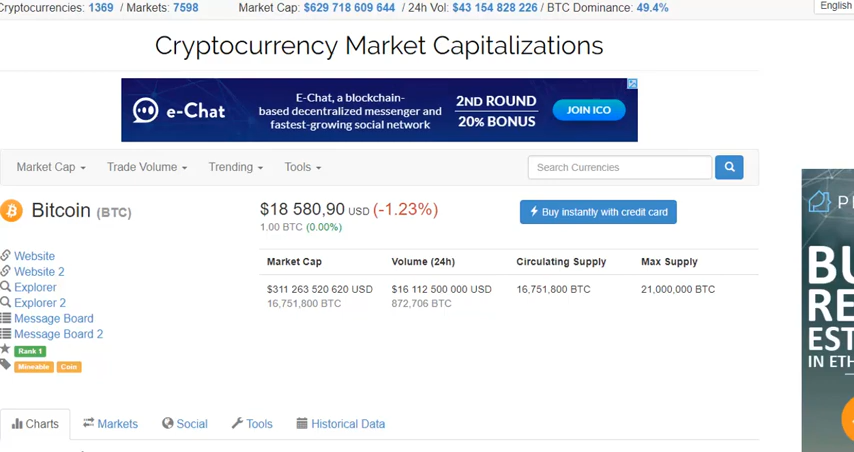 Cryptocurrencies: 1369 / Markets: 7598 Market Cap: $629 718 609 644 / 24h Vol: $43 154 828 226 / BTC Dominance: 49.4% English
Cryptocurrency Market Capitalizations
e-Chat
E-Chat, a blockchain-
based decentralized messenger and
fastest-growing social network
2ND ROUND
20% BONUS
JOIN ICO
Market Cap Trade Volume Trending Tools Search Currencies
Bitcoin (BTC)
$18 580,90 USD (-1.23%)
1.00 BTC (0.00%)
Buy instantly with credit card
Website
Website 2
Explorer
Explorer 2
Message Board
Message Board 2
Rank 1
Mineable Coin
Market Cap Volume (24h) Circulating Supply Max Supply
$311 263 520 620 USD $16 112 500 000 USD 16,751,800 BTC 21,000,000 BTC
16,751,800 BTC 872,706 BTC
Charts Markets Social Tools Historical Data
P
BU
RE
EST
IN ETH